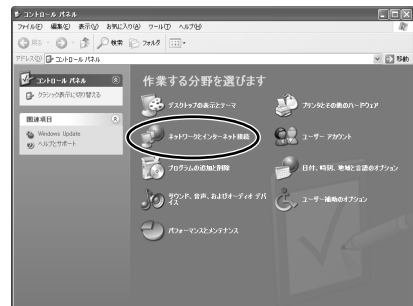 コントロール パネル
ファイル(F) 編集(E) 表示(V) お気に入り(A) ツール(T) ヘルプ(H)
戻る 検索 フォルダ
アドレス(D) コントロール パネル 移動
コントロール パネル
クラシック表示に切り替える
関連項目
Windows Update
ヘルプとサポート
作業する分野を選びます
デスクトップの表示とテーマ
プリンタとその他のハードウェア
ネットワークとインターネット接続
ユーザー アカウント
プログラムの追加と削除
日付、時刻、地域と言語のオプション
サウンド、音声、およびオーディオ デバイス
ユーザー補助のオプション
パフォーマンスとメンテナンス